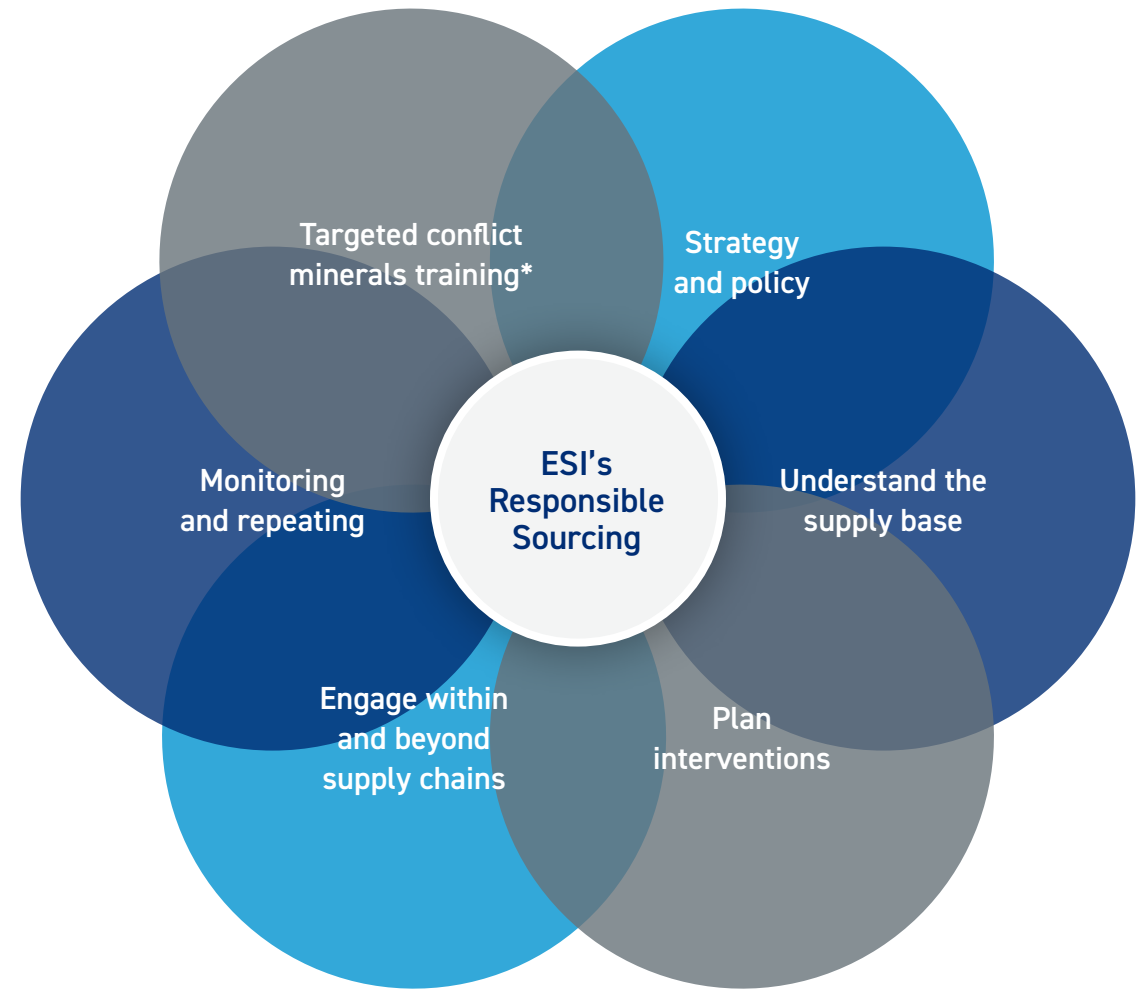 Targeted conflict
minerals training*
Strategy
and policy
Monitoring
and repeating
ESI’s
Responsible
Sourcing
Understand the
supply base
Engage within
and beyond
supply chains
Plan
interventions